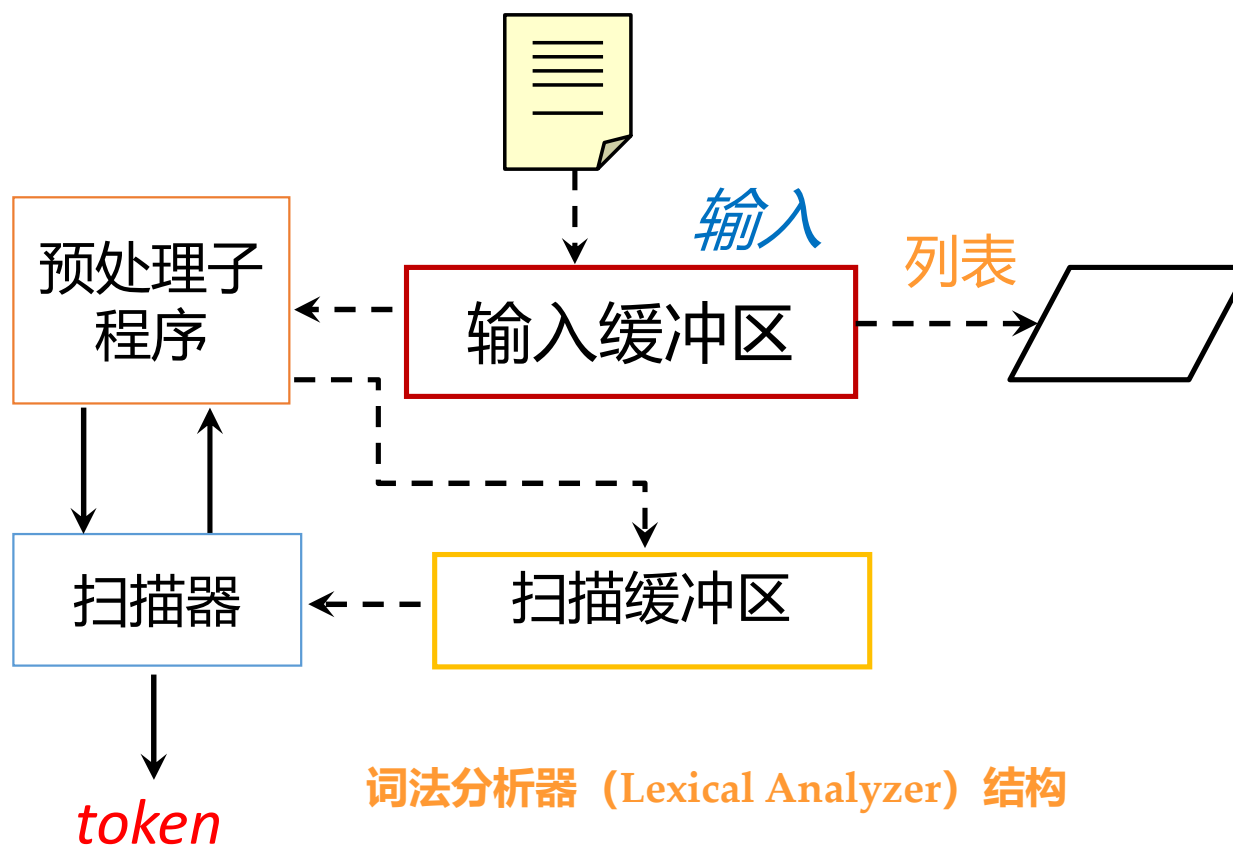 输入
列表
预处理子
程序
输入缓冲区
扫描器
扫描缓冲区
词法分析器（Lexical Analyzer）结构
token